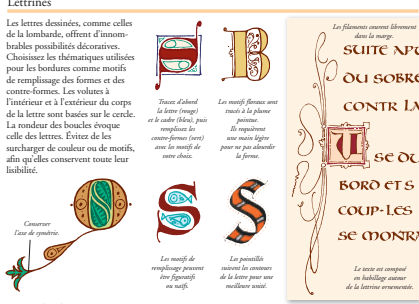 Lettrines
Les lettres dessinées, comme celles
de la lombarde, offrent d'innom-
brables possibilités décoratives.
Choisissez les thématiques utilisées
pour les bordures comme motifs
de remplissage des formes et des
contre-formes. Les volutes à
l'intérieur et à l'extérieur du corps
de la lettre sont basées sur le cercle.
La rondeur des boucles évoque
celle des lettres. Évitez de les
surcharger de couleur ou de motifs,
afin qu'elles conservent toute leur
lisibilité.
Conserver
l'axe de symétrie.
Tracez d'abord
la lettre (rouge)
et le cadre (bleu), puis
remplissez les
contre-formes (vert)
avec les motifs de
votre choix.
B
Les motifs floraux sont
tracés à la plume
pointue.
Ils requièrent
une main légère
pour ne pas alourdir
la forme.
S
Les motifs de
remplissage peuvent
être figuratifs
ou naïfs.
S
Les pointillés
suivent les contours
de la lettre pour une
meilleure unité.
Les filaments courent librement
dans la marge.
SUITE
OU SOBRE
CONTR LA
U
SE DU
BORD ET S
COUP·LES
SE MONTRA
Le texte est composé
en habillage autour
de la lettrine ornementée.